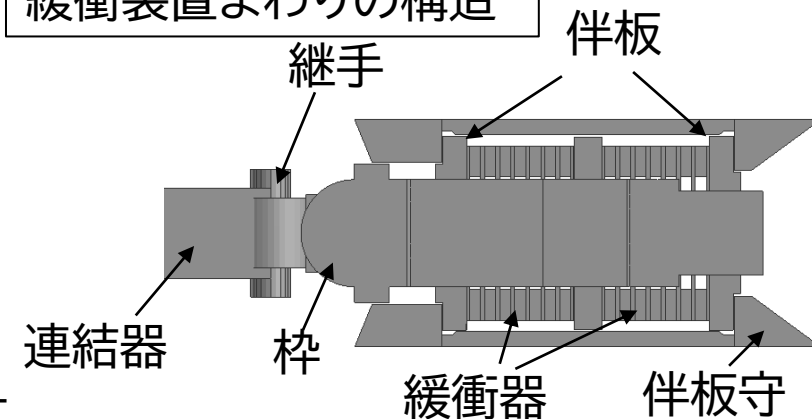 緩衝装置まわりの構造
伴板
継手
連結器
枠
緩衝器
伴板守